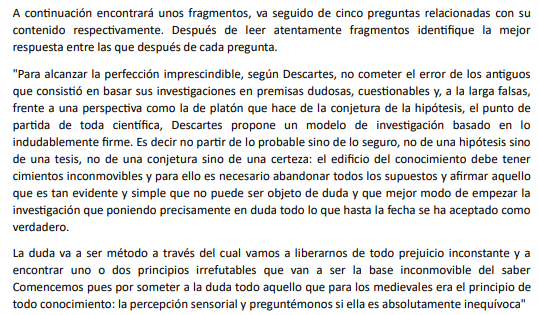 A continuación encontrará unos fragmentos, va seguido de cinco preguntas relacionadas con su
contenido respectivamente. Después de leer atentamente fragmentos identifique la mejor
respuesta entre las que después de cada pregunta.
"Para alcanzar la perfección imprescindible, según Descartes, no cometer el error de los antiguos
que consistió en basar sus investigaciones en premisas dudosas, cuestionables y, a la larga falsas,
frente a una perspectiva como la de platón que hace de la conjetura de la hipótesis, el punto de
partida de toda científica, Descartes propone un modelo de investigación basado en lo
indudablemente firme. Es decir no partir de lo probable sino de lo seguro, no de una hipótesis sino
de una tesis, no de una conjetura sino de una certeza: el edificio del conocimiento debe tener
cimientos inconmovibles y para ello es necesario abandonar todos los supuestos y afirmar aquello
que es tan evidente y simple que no puede ser objeto de duda y que mejor modo de empezar la
investigación que poniendo precisamente en duda todo lo que hasta la fecha se ha aceptado como
verdadero.
La duda va a ser método a través del cual vamos a liberarnos de todo prejuicio inconstante y a
encontrar uno o dos principios irrefutables que van a ser la base inconmovible del saber
Comencemos pues por someter a la duda todo aquello que para los medievales era el principio de
todo conocimiento: la percepción sensorial y preguntémonos si ella es absolutamente inequívoca"